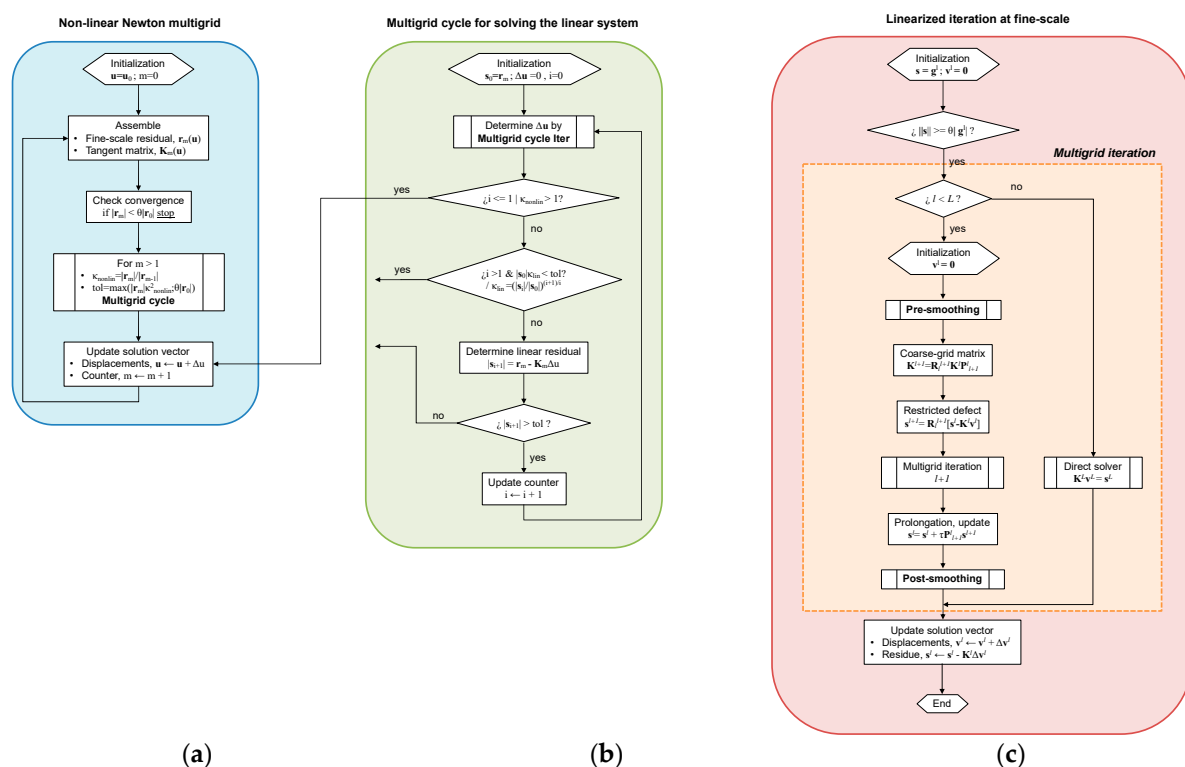 Non-linear Newton multigrid
Initialization
u=u₀ ; m=0
Assemble
• Fine-scale residual, rₘ(u)
• Tangent matrix, Kₘ(u)
Check convergence
if |rₘ| < θ|r₀| stop
For m > 1
• κnonlin=|rₘ|/|rₘ₋₁|
• tol=max(|rₘ|κ²nonlin;θ|r₀|)
Multigrid cycle
Update solution vector
• Displacements, u ← u + Δu
• Counter, m ← m + 1
(a)
Multigrid cycle for solving the linear system
Initialization
s₀=rₘ ; Δu =0 , i=0
Determine Δu by
Multigrid cycle Iter
yes
¿i <= 1 | κnonlin > 1?
no
yes
¿i >1 & |s₀|κlin < tol?
/ κlin =(|sᵢ|/|s₀|)^(i+1)/i
no
Determine linear residual
|sᵢ₊₁| = rₘ - KₘΔu
no
¿ |sᵢ₊₁| > tol ?
yes
Update counter
i ← i + 1
(b)
Linearized iteration at fine-scale
Initialization
s = g¹; v¹ = 0
¿ ||s|| >= θ| g¹| ?
yes
Multigrid iteration
no
¿ l < L ?
yes
Initialization
vˡ = 0
Pre-smoothing
Coarse-grid matrix
Kˡ⁺¹=Rₗˡ⁺¹KˡPˡₗ₊₁
Restricted defect
sˡ⁺¹= Rₗˡ⁺¹[sˡ-Kˡvˡ]
Multigrid iteration
l+1
Direct solver
Kᴸvᴸ = sᴸ
Prolongation, update
sˡ= sˡ + τPˡₗ₊₁sˡ⁺¹
Post-smoothing
Update solution vector
• Displacements, vˡ ← vˡ + Δvˡ
• Residue, sˡ ← sˡ - KˡΔvˡ
End
(c)